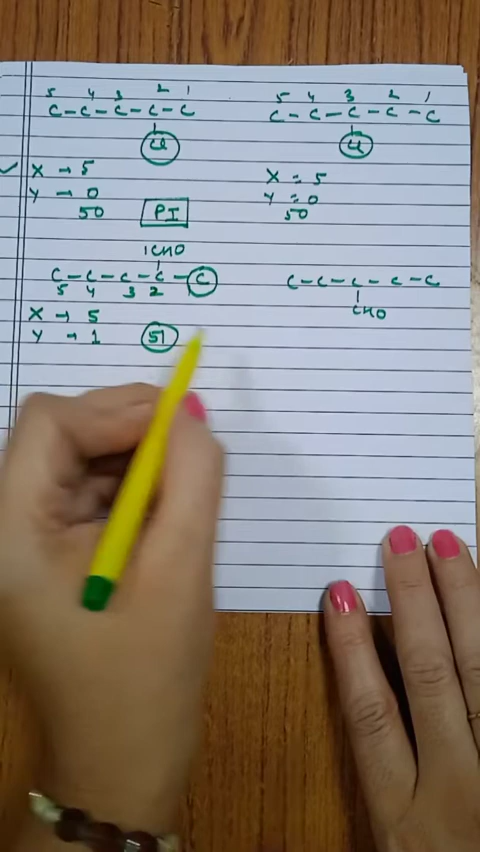 5 4 3 2 1
C-C-C-C-C
Cl
X → 5
Y → 0
50
PI
5 4 3 2 1
C-C-C-C-C
Cl
X = 5
Y = 0
50
1CHO
C-C-C-C-C
5 4 3 2
X → 5
Y → 1
51
C-C-C-C-C
CHO